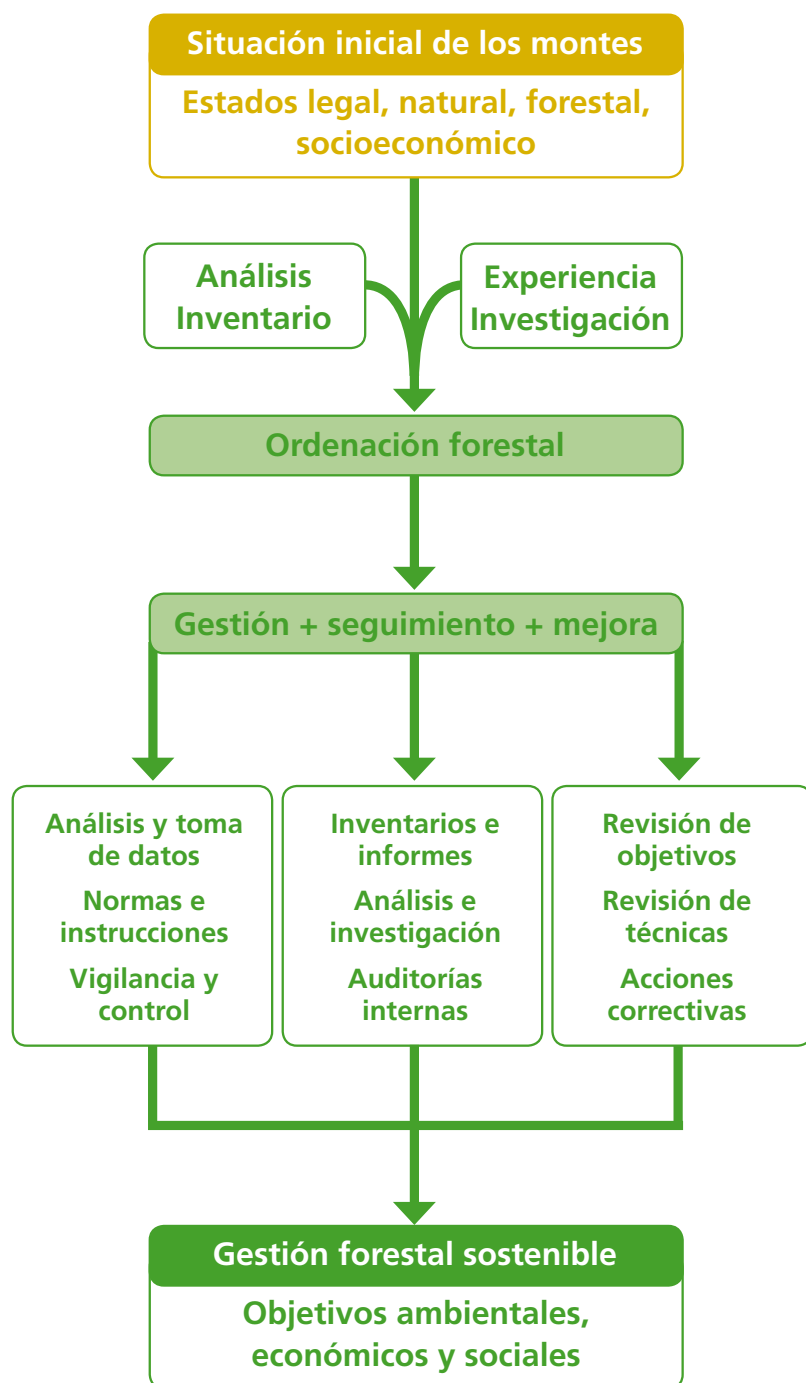 Situación inicial de los montes
Estados legal, natural, forestal,
socioeconómico
Análisis
Inventario
Experiencia
Investigación
Ordenación forestal
Gestión + seguimiento + mejora
Análisis y toma
de datos
Normas e
instrucciones
Vigilancia y
control
Inventarios e
informes
Análisis e
investigación
Auditorías
internas
Revisión de
objetivos
Revisión de
técnicas
Acciones
correctivas
Gestión forestal sostenible
Objetivos ambientales,
económicos y sociales